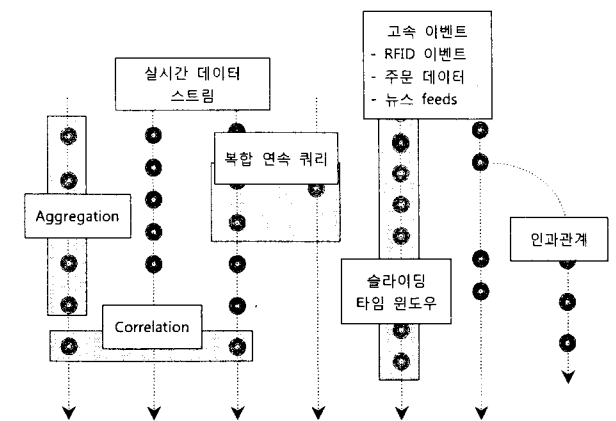 고속 이벤트
- RFID 이벤트
- 주문 데이터
- 뉴스 feeds
실시간 데이터
스트림
복합 연속 쿼리
Aggregation
인과관계
슬라이딩
타임 윈도우
Correlation